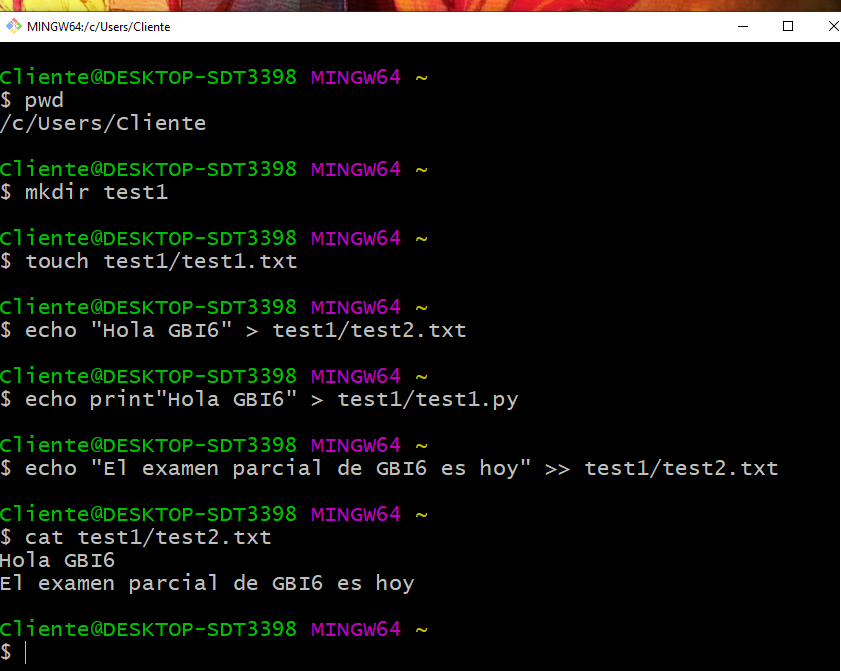 MINGW64:/c/Users/Cliente
Cliente@DESKTOP-SDT3398 MINGW64 ~
$ pwd
/c/Users/Cliente
Cliente@DESKTOP-SDT3398 MINGW64 ~
$ mkdir test1
Cliente@DESKTOP-SDT3398 MINGW64 ~
$ touch test1/test1.txt
Cliente@DESKTOP-SDT3398 MINGW64 ~
$ echo "Hola GBI6" > test1/test2.txt
Cliente@DESKTOP-SDT3398 MINGW64 ~
$ echo print"Hola GBI6" > test1/test1.py
Cliente@DESKTOP-SDT3398 MINGW64 ~
$ echo "El examen parcial de GBI6 es hoy" >> test1/test2.txt
Cliente@DESKTOP-SDT3398 MINGW64 ~
$ cat test1/test2.txt
Hola GBI6
El examen parcial de GBI6 es hoy
Cliente@DESKTOP-SDT3398 MINGW64 ~
$